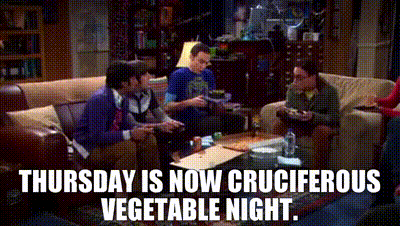 THURSDAY IS NOW CRUCIFEROUS
VEGETABLE NIGHT.